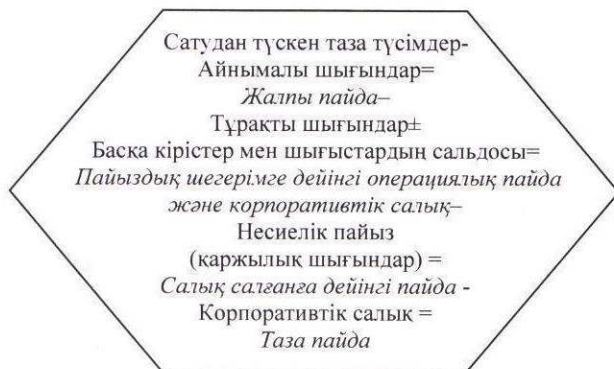 Сатудан түскен таза түсімдер-
Айнымалы шығындар=
Жалпы пайда–
Тұрақты шығындар±
Басқа кірістер мен шығыстардың сальдосы=
Пайыздық шегерімге дейінгі операциялық пайда
және корпоративтік салық–
Несиелік пайыз
(қаржылық шығындар) =
Салық салғанға дейінгі пайда -
Корпоративтік салық =
Таза пайда